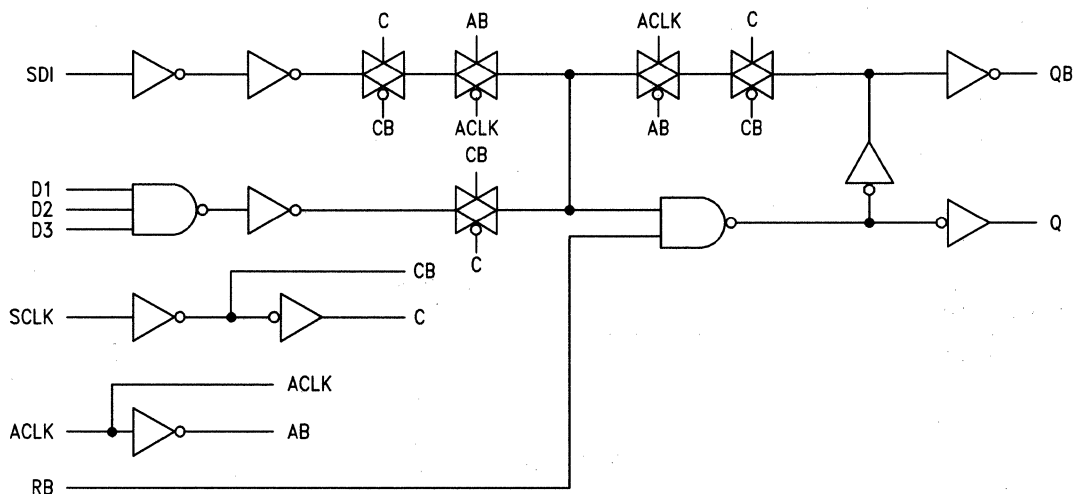 C AB ACLK C
SDI QB
CB ACLK AB CB
CB
D1
D2
D3
Q
C
CB
SCLK C
ACLK
ACLK AB
RB